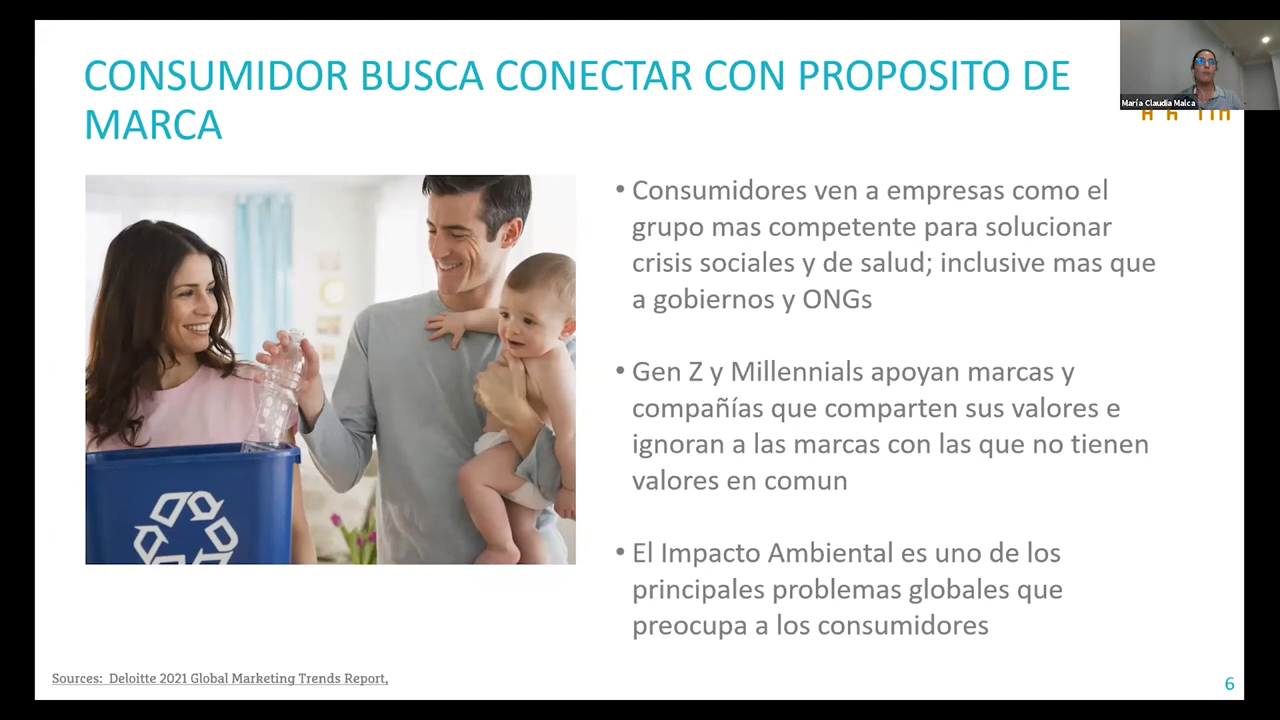 CONSUMIDOR BUSCA CONECTAR CON PROPOSITO DE
MARCA
María Claudia Malca
• Consumidores ven a empresas como el
grupo mas competente para solucionar
crisis sociales y de salud; inclusive mas que
a gobiernos y ONGs
• Gen Z y Millennials apoyan marcas y
compañías que comparten sus valores e
ignoran a las marcas con las que no tienen
valores en comun
• El Impacto Ambiental es uno de los
principales problemas globales que
preocupa a los consumidores
Sources: Deloitte 2021 Global Marketing Trends Report,
6